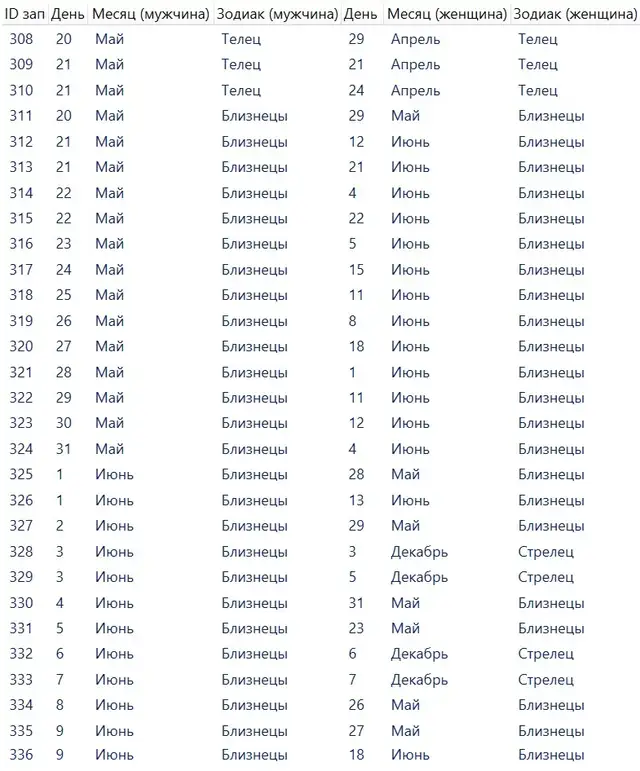 ID зап День Месяц (мужчина) Зодиак (мужчина) День Месяц (женщина) Зодиак (женщина)
308 20 Май Телец 29 Апрель Телец
309 21 Май Телец 21 Апрель Телец
310 21 Май Телец 24 Апрель Телец
311 20 Май Близнецы 29 Май Близнецы
312 21 Май Близнецы 12 Июнь Близнецы
313 21 Май Близнецы 21 Июнь Близнецы
314 22 Май Близнецы 4 Июнь Близнецы
315 22 Май Близнецы 22 Июнь Близнецы
316 23 Май Близнецы 5 Июнь Близнецы
317 24 Май Близнецы 15 Июнь Близнецы
318 25 Май Близнецы 11 Июнь Близнецы
319 26 Май Близнецы 8 Июнь Близнецы
320 27 Май Близнецы 18 Июнь Близнецы
321 28 Май Близнецы 1 Июнь Близнецы
322 29 Май Близнецы 11 Июнь Близнецы
323 30 Май Близнецы 12 Июнь Близнецы
324 31 Май Близнецы 4 Июнь Близнецы
325 1 Июнь Близнецы 28 Май Близнецы
326 1 Июнь Близнецы 13 Июнь Близнецы
327 2 Июнь Близнецы 29 Май Близнецы
328 3 Июнь Близнецы 3 Декабрь Стрелец
329 3 Июнь Близнецы 5 Декабрь Стрелец
330 4 Июнь Близнецы 31 Май Близнецы
331 5 Июнь Близнецы 23 Май Близнецы
332 6 Июнь Близнецы 6 Декабрь Стрелец
333 7 Июнь Близнецы 7 Декабрь Стрелец
334 8 Июнь Близнецы 26 Май Близнецы
335 9 Июнь Близнецы 27 Май Близнецы
336 9 Июнь Близнецы 18 Июнь Близнецы